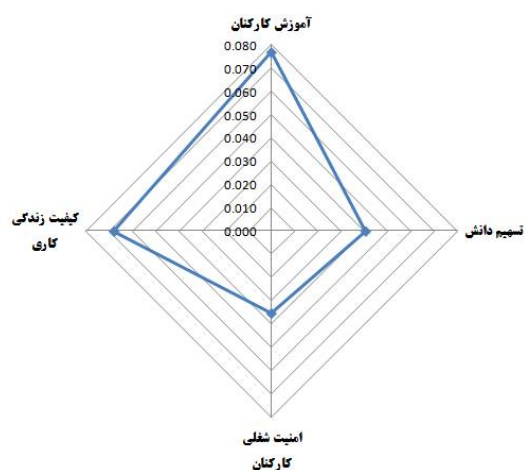 آموزش کارکنان
0.080
0.070
0.060
0.050
0.040
0.030
0.020
0.010
0.000
تسهیم دانش
کیفیت زندگی
کاری
امنیت شغلی
کارکنان